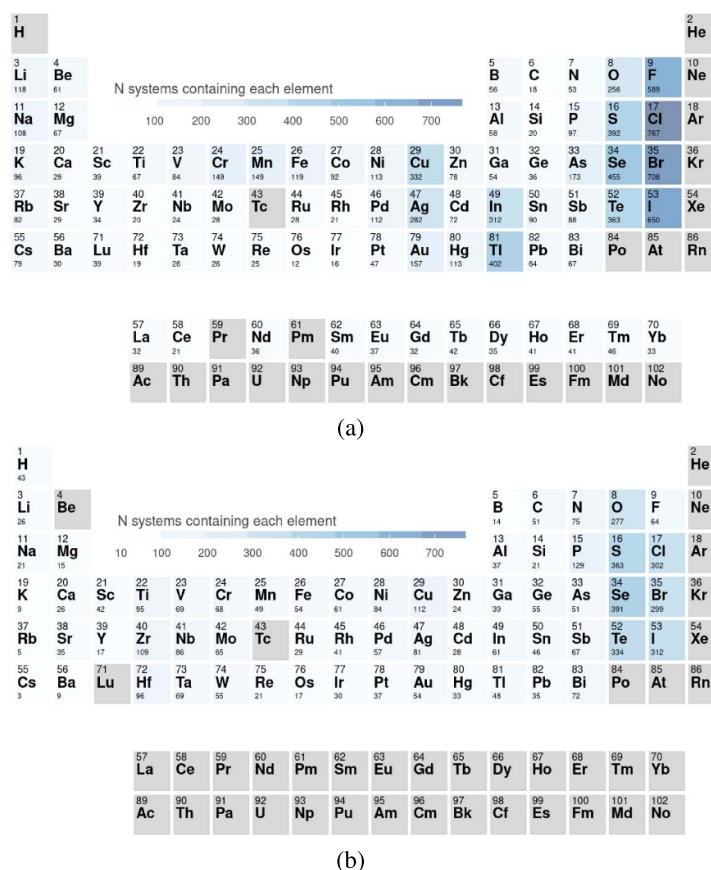 1 2
H He
3 4 5 6 7 8 9 10
Li Be B C N O F Ne
118 61 56 18 53 256 589
N systems containing each element
11 12 13 14 15 16 17 18
Na Mg Al Si P S Cl Ar
108 67 58 20 97 392 767
100 200 300 400 500 600 700
19 20 21 22 23 24 25 26 27 28 29 30 31 32 33 34 35 36
K Ca Sc Ti V Cr Mn Fe Co Ni Cu Zn Ga Ge As Se Br Kr
96 29 39 67 84 149 149 119 92 113 332 78 54 36 173 455 708
37 38 39 40 41 42 43 44 45 46 47 48 49 50 51 52 53 54
Rb Sr Y Zr Nb Mo Tc Ru Rh Pd Ag Cd In Sn Sb Te I Xe
82 29 34 20 24 28 28 21 112 282 72 312 90 88 363 650
55 56 71 72 73 74 75 76 77 78 79 80 81 82 83 84 85 86
Cs Ba Lu Hf Ta W Re Os Ir Pt Au Hg Tl Pb Bi Po At Rn
79 30 39 19 26 26 25 12 16 47 157 113 402 64 67
57 58 59 60 61 62 63 64 65 66 67 68 69 70
La Ce Pr Nd Pm Sm Eu Gd Tb Dy Ho Er Tm Yb
32 21 36 40 37 32 42 35 41 41 46 33
89 90 91 92 93 94 95 96 97 98 99 100 101 102
Ac Th Pa U Np Pu Am Cm Bk Cf Es Fm Md No
(a)
1 2
H He
43
3 4 5 6 7 8 9 10
Li Be B C N O F Ne
26 14 51 75 277 64
N systems containing each element
11 12 13 14 15 16 17 18
Na Mg Al Si P S Cl Ar
21 15 37 21 129 363 302
10 100 200 300 400 500 600 700
19 20 21 22 23 24 25 26 27 28 29 30 31 32 33 34 35 36
K Ca Sc Ti V Cr Mn Fe Co Ni Cu Zn Ga Ge As Se Br Kr
9 26 42 95 69 68 49 54 61 84 112 24 39 55 51 391 299
37 38 39 40 41 42 43 44 45 46 47 48 49 50 51 52 53 54
Rb Sr Y Zr Nb Mo Tc Ru Rh Pd Ag Cd In Sn Sb Te I Xe
5 35 17 109 86 65 29 41 57 81 28 61 46 67 334 312
55 56 71 72 73 74 75 76 77 78 79 80 81 82 83 84 85 86
Cs Ba Lu Hf Ta W Re Os Ir Pt Au Hg Tl Pb Bi Po At Rn
3 9 96 69 55 21 17 30 37 54 33 48 35 72
57 58 59 60 61 62 63 64 65 66 67 68 69 70
La Ce Pr Nd Pm Sm Eu Gd Tb Dy Ho Er Tm Yb
89 90 91 92 93 94 95 96 97 98 99 100 101 102
Ac Th Pa U Np Pu Am Cm Bk Cf Es Fm Md No
(b)